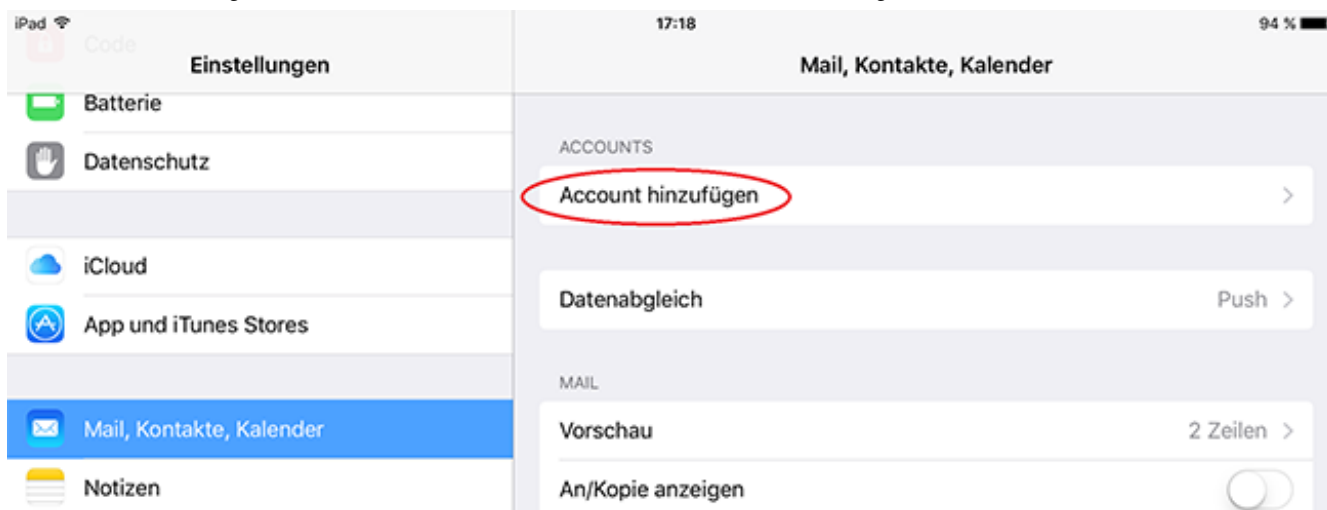 iPad 17:18 94 %
Code
Einstellungen
Mail, Kontakte, Kalender
Batterie
Datenschutz
iCloud
App und iTunes Stores
Mail, Kontakte, Kalender
Notizen
ACCOUNTS
Account hinzufügen
Datenabgleich Push
MAIL
Vorschau 2 Zeilen
An/Kopie anzeigen